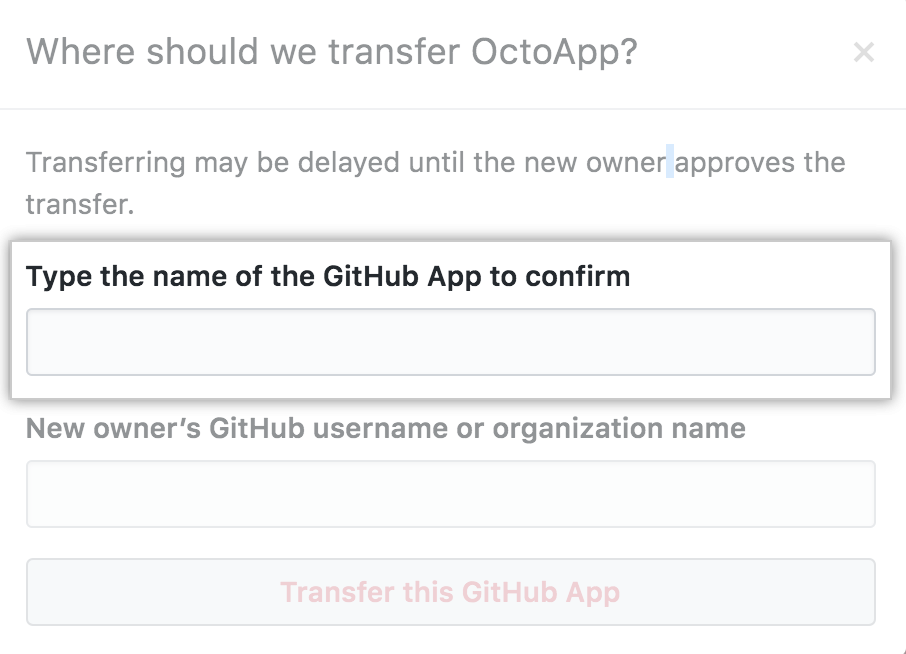 Where should we transfer OctoApp?
Transferring may be delayed until the new owner approves the
transfer.
Type the name of the GitHub App to confirm
New owner’s GitHub username or organization name
Transfer this GitHub App